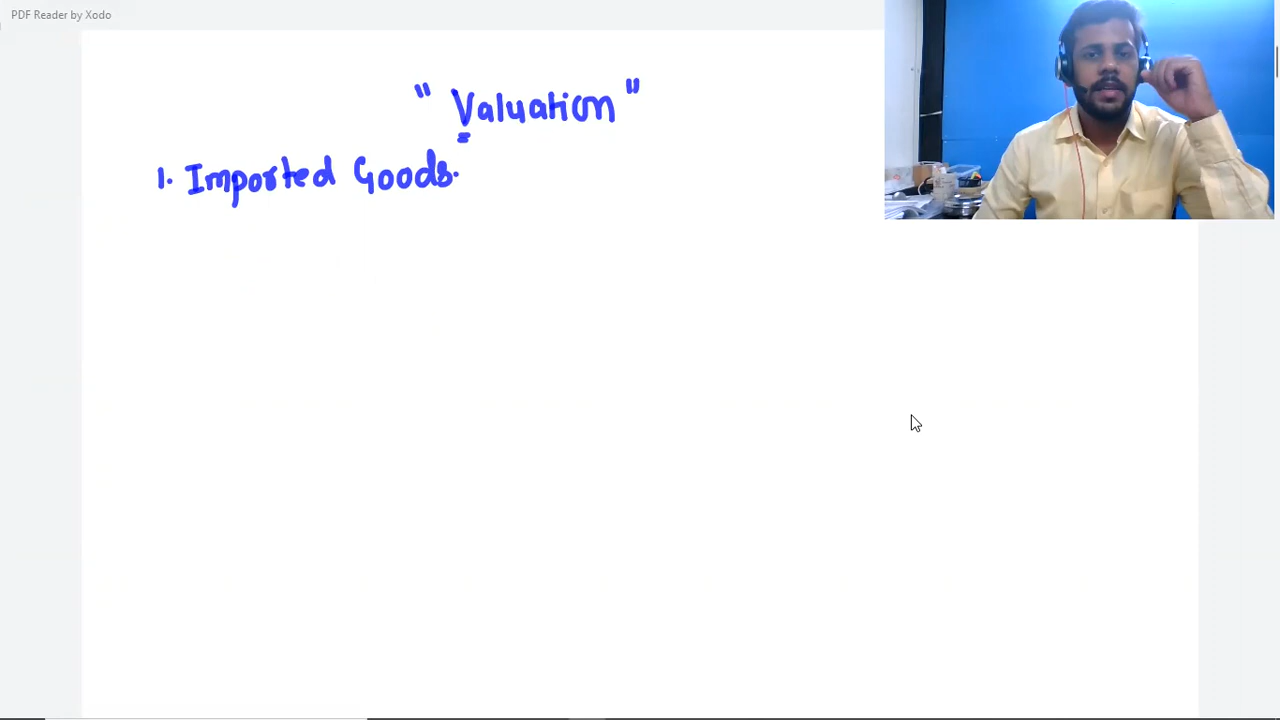 PDF Reader by Xodo
" Valuation "
1. Imported Goods.